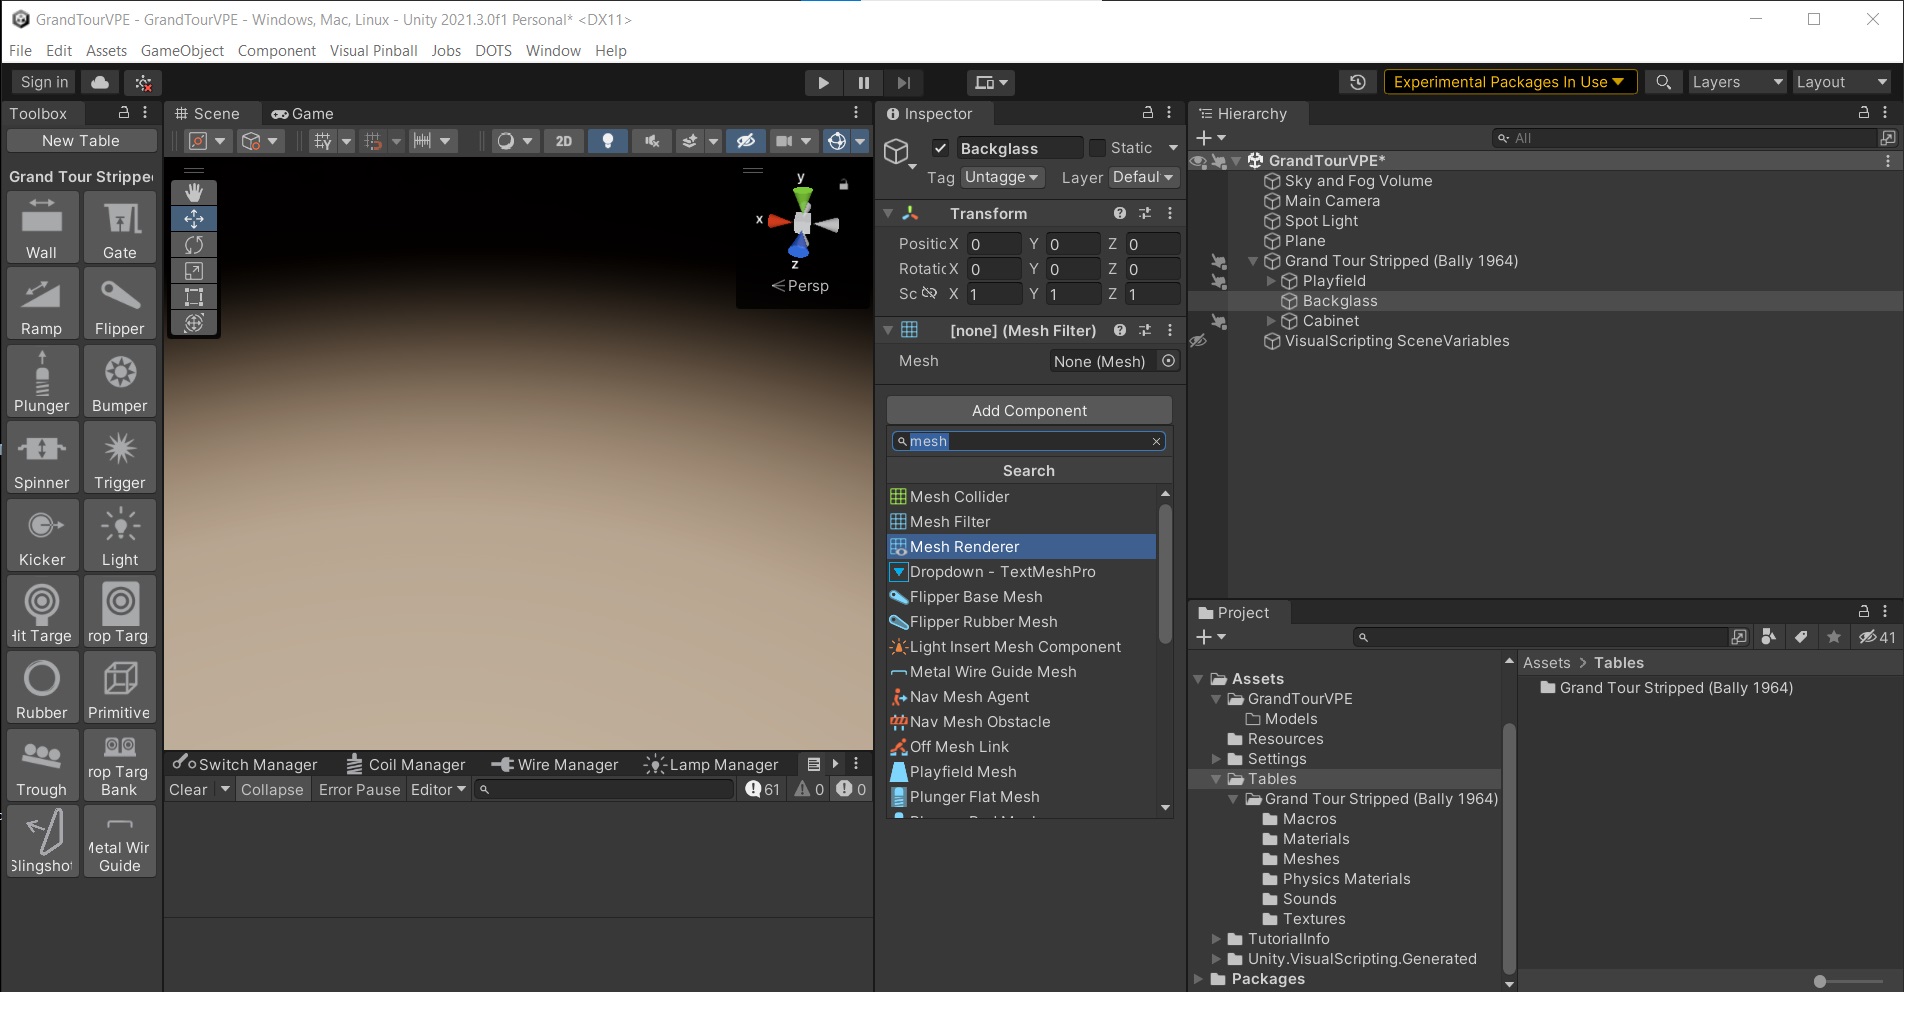 GrandTourVPE - GrandTourVPE - Windows, Mac, Linux - Unity 2021.3.0f1 Personal* <DX11>
File Edit Assets GameObject Component Visual Pinball Jobs DOTS Window Help
Sign in
Experimental Packages In Use
Layers
Layout
Toolbox
New Table
Grand Tour Stripped
Wall
Gate
Ramp
Flipper
Plunger
Bumper
Spinner
Trigger
Kicker
Light
Hit Targe
rop Targ
Rubber
Primitive
Trough
rop Targ
Bank
Slingshot
Metal Wir
Guide
Scene
Game
2D
y
x
z
Persp
Switch Manager
Coil Manager
Wire Manager
Lamp Manager
Clear
Collapse
Error Pause
Editor
61
0
0
Inspector
Backglass
Static
Tag Untagge
Layer Defaul
Transform
Positic X 0 Y 0 Z 0
Rotatic X 0 Y 0 Z 0
Sc X 1 Y 1 Z 1
[none] (Mesh Filter)
Mesh None (Mesh)
Add Component
mesh
Search
Mesh Collider
Mesh Filter
Mesh Renderer
Dropdown - TextMeshPro
Flipper Base Mesh
Flipper Rubber Mesh
Light Insert Mesh Component
Metal Wire Guide Mesh
Nav Mesh Agent
Nav Mesh Obstacle
Off Mesh Link
Playfield Mesh
Plunger Flat Mesh
Hierarchy
All
GrandTourVPE*
Sky and Fog Volume
Main Camera
Spot Light
Plane
Grand Tour Stripped (Bally 1964)
Playfield
Backglass
Cabinet
VisualScripting SceneVariables
Project
41
Assets
GrandTourVPE
Models
Resources
Settings
Tables
Grand Tour Stripped (Bally 1964)
Macros
Materials
Meshes
Physics Materials
Sounds
Textures
TutorialInfo
Unity.VisualScripting.Generated
Packages
Assets > Tables
Grand Tour Stripped (Bally 1964)